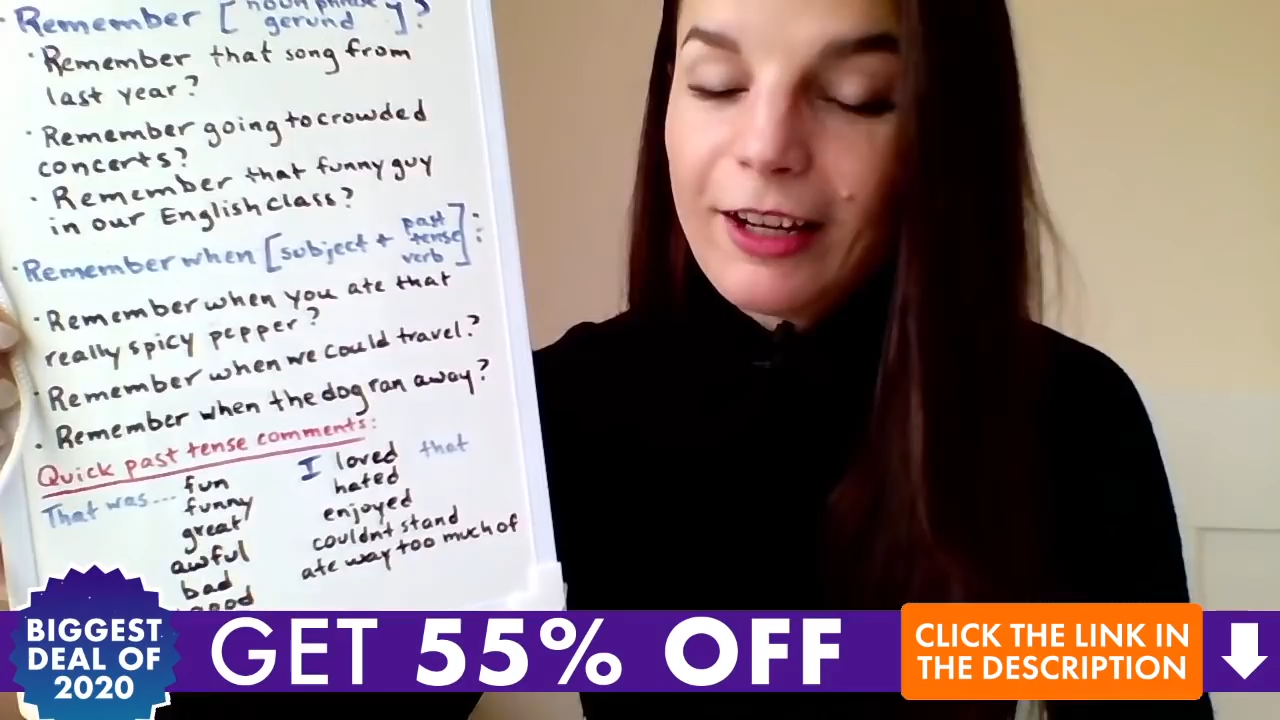 Remember [noun phrase
gerund ]?
• Remember that song from
last year?
• Remember going to crowded
concerts?
• Remember that funny guy
in our English class?
• Remember when [subject + past
tense
verb ]:
• Remember when you ate that
really spicy pepper?
• Remember when we could travel?
• Remember when the dog ran away?
Quick past tense comments:
That was... fun
funny
great
awful
bad
good
I loved that
hated
enjoyed
couldn't stand
ate way too much of
BIGGEST
DEAL OF
2020
GET 55% OFF
CLICK THE LINK IN
THE DESCRIPTION